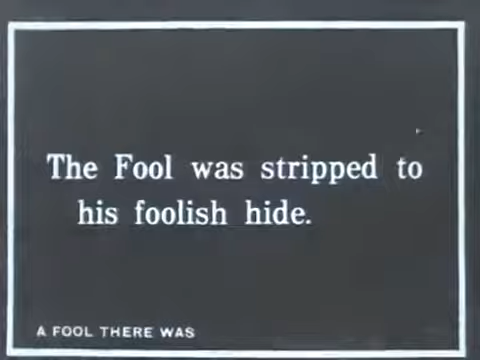 The Fool was stripped to
his foolish hide.
A FOOL THERE WAS